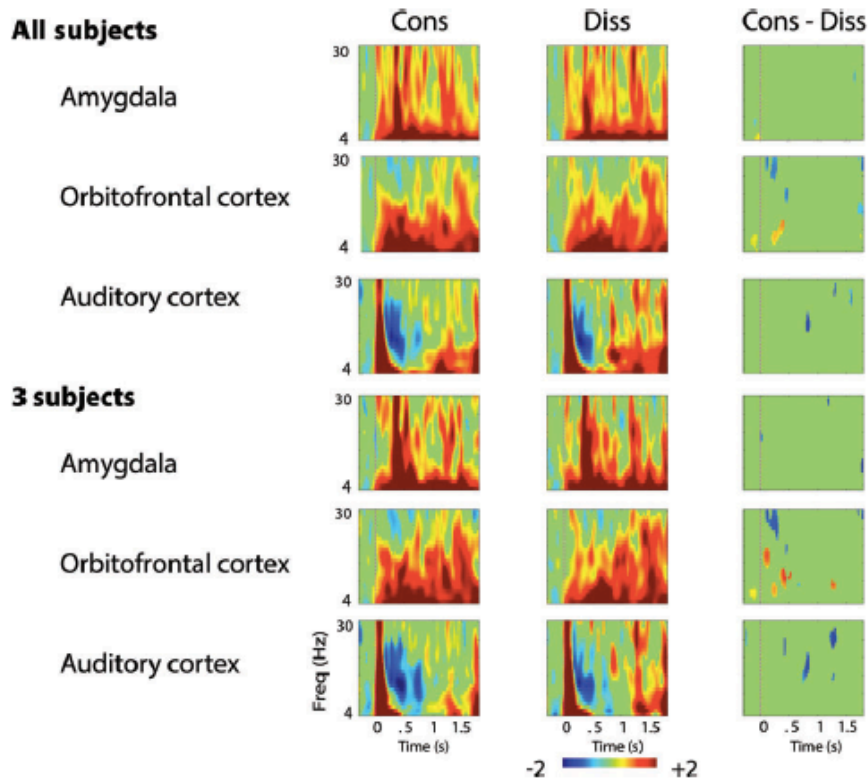 Cons Diss Cons - Diss
All subjects
30
Amygdala
4
30
Orbitofrontal cortex
4
30
Auditory cortex
4
3 subjects
30
Amygdala
4
30
Orbitofrontal cortex
4
30
Auditory cortex
Freq (Hz)
4
0 .5 1 1.5 0 .5 1 1.5 0 .5 1 1.5
Time (s) Time (s) Time (s)
-2 +2